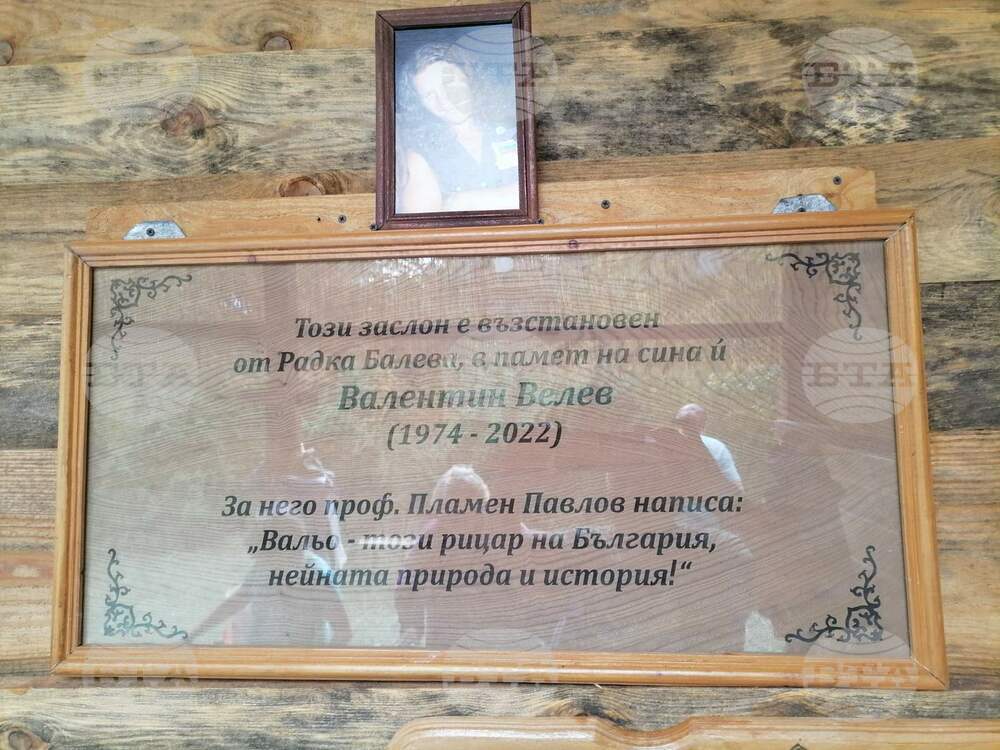 Този заслон е възстановен
от Радка Балева, в памет на сина ѝ
Валентин Велев
(1974 - 2022)
За него проф. Пламен Павлов написа:
„Вальо - този рицар на България,
нейната природа и история!“
БТА